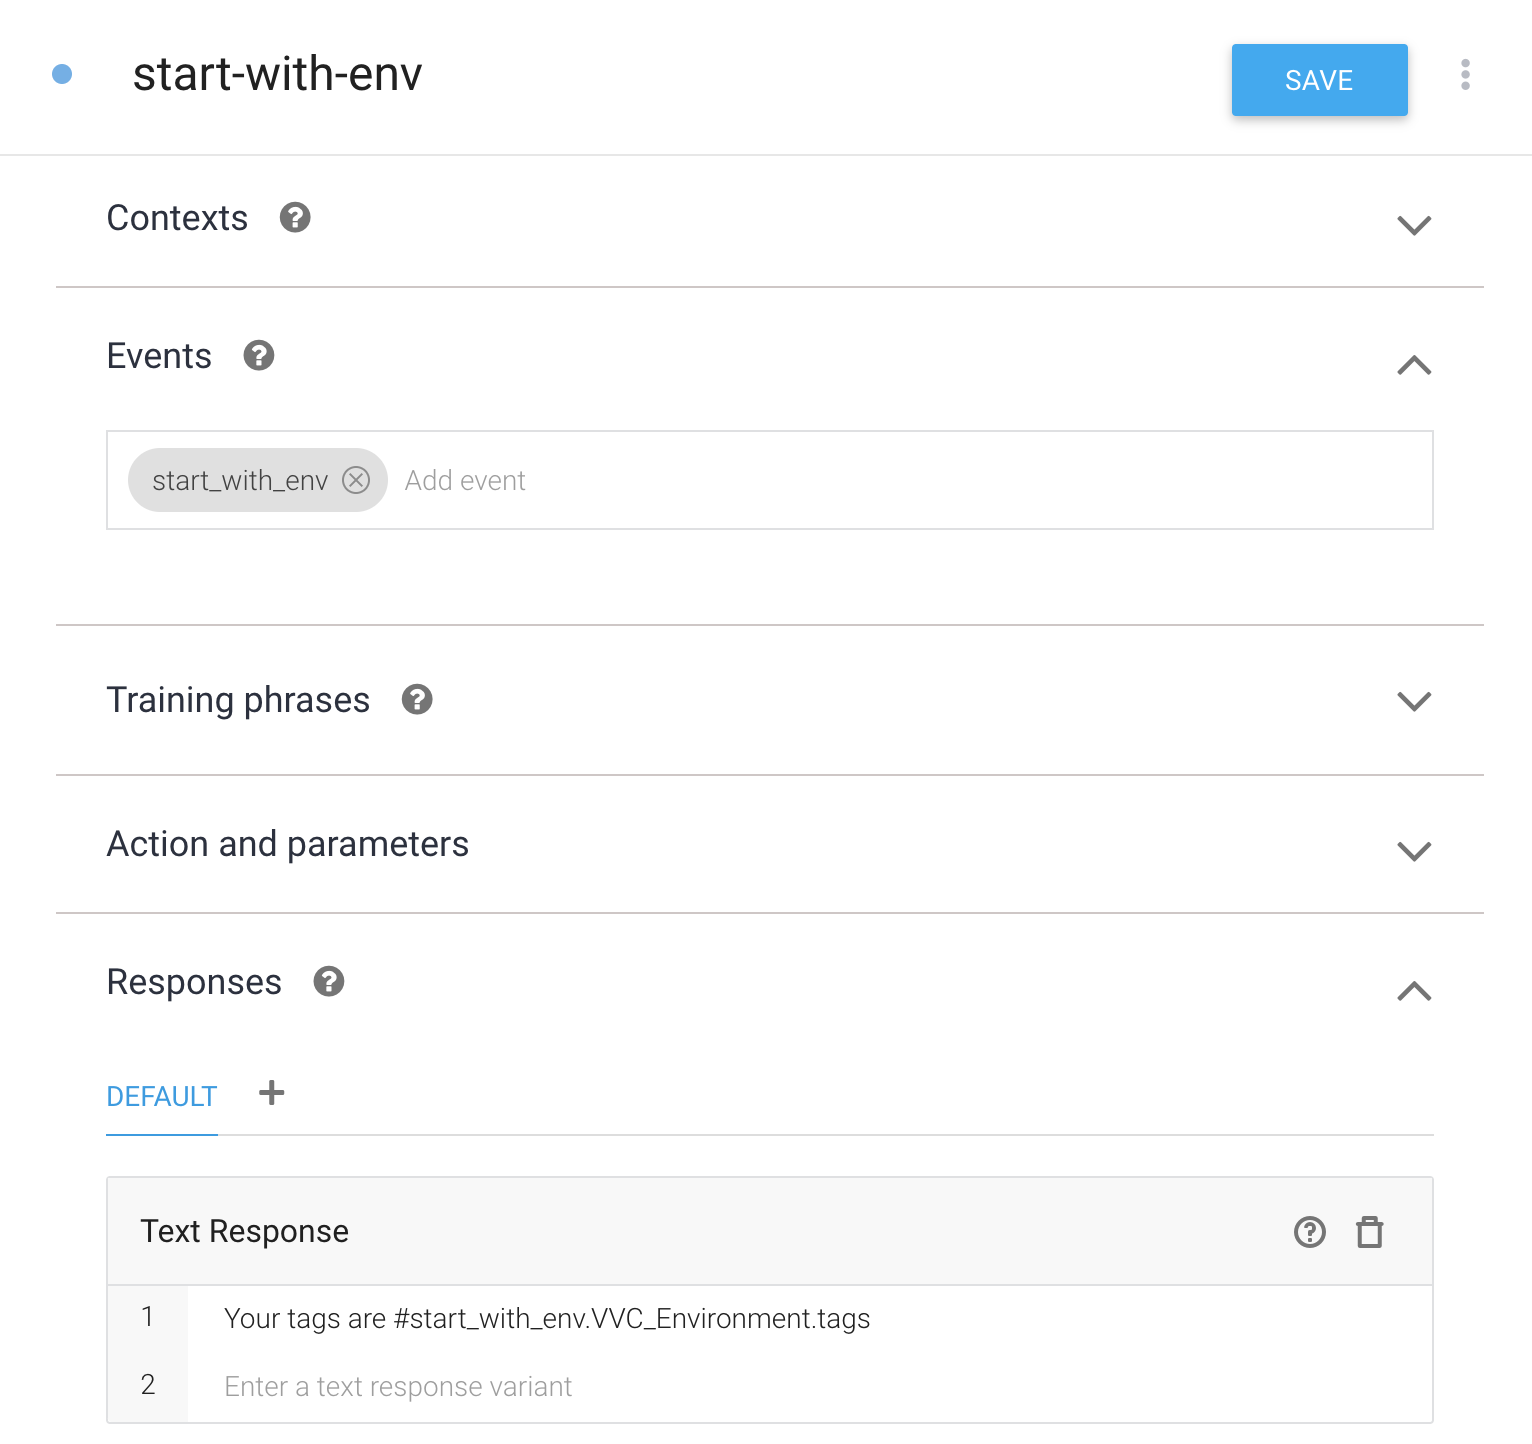 start-with-env
SAVE
Contexts
Events
start_with_env Add event
Training phrases
Action and parameters
Responses
DEFAULT +
Text Response
1 Your tags are #start_with_env.VVC_Environment.tags
2 Enter a text response variant